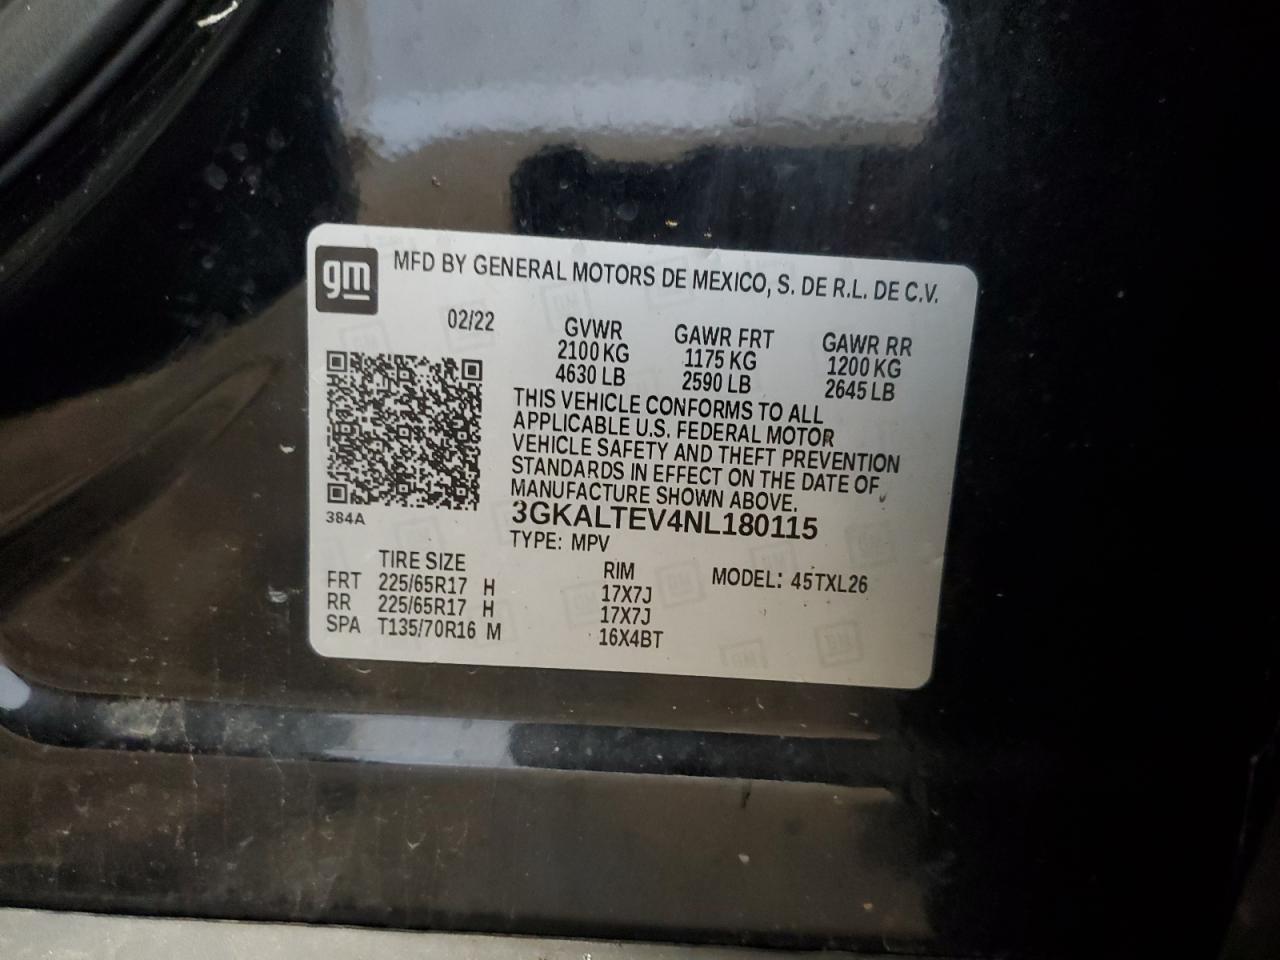 gm
MFD BY GENERAL MOTORS DE MEXICO, S. DE R.L. DE C.V.
02/22 GVWR GAWR FRT GAWR RR
2100 KG 1175 KG 1200 KG
4630 LB 2590 LB 2645 LB
THIS VEHICLE CONFORMS TO ALL
APPLICABLE U.S. FEDERAL MOTOR
VEHICLE SAFETY AND THEFT PREVENTION
STANDARDS IN EFFECT ON THE DATE OF
MANUFACTURE SHOWN ABOVE.
384A
3GKALTEV4NL180115
TYPE: MPV
TIRE SIZE RIM MODEL: 45TXL26
FRT 225/65R17 H 17X7J
RR 225/65R17 H 17X7J
SPA T135/70R16 M 16X4BT